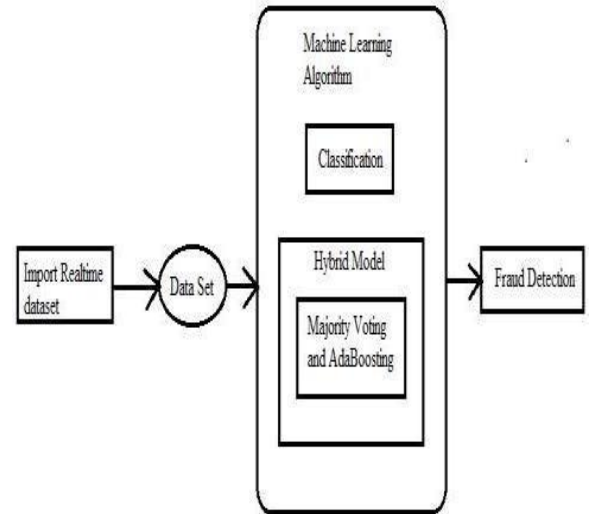 Machine Learning
Algorithm
Classification
Import Realtime
dataset
Data Set
Hybrid Model
Majority Voting
and AdaBoosting
Fraud Detection